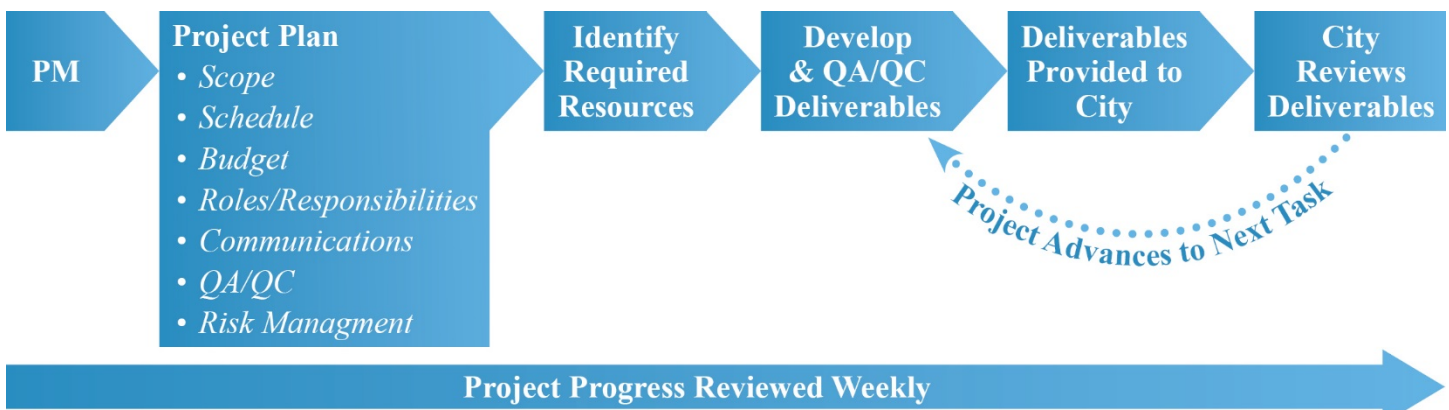 PM
Project Plan
• Scope
• Schedule
• Budget
• Roles/Responsibilities
• Communications
• QA/QC
• Risk Managment
Identify
Required
Resources
Develop
& QA/QC
Deliverables
Deliverables
Provided to
City
City
Reviews
Deliverables
Project Advances to Next Task
Project Progress Reviewed Weekly